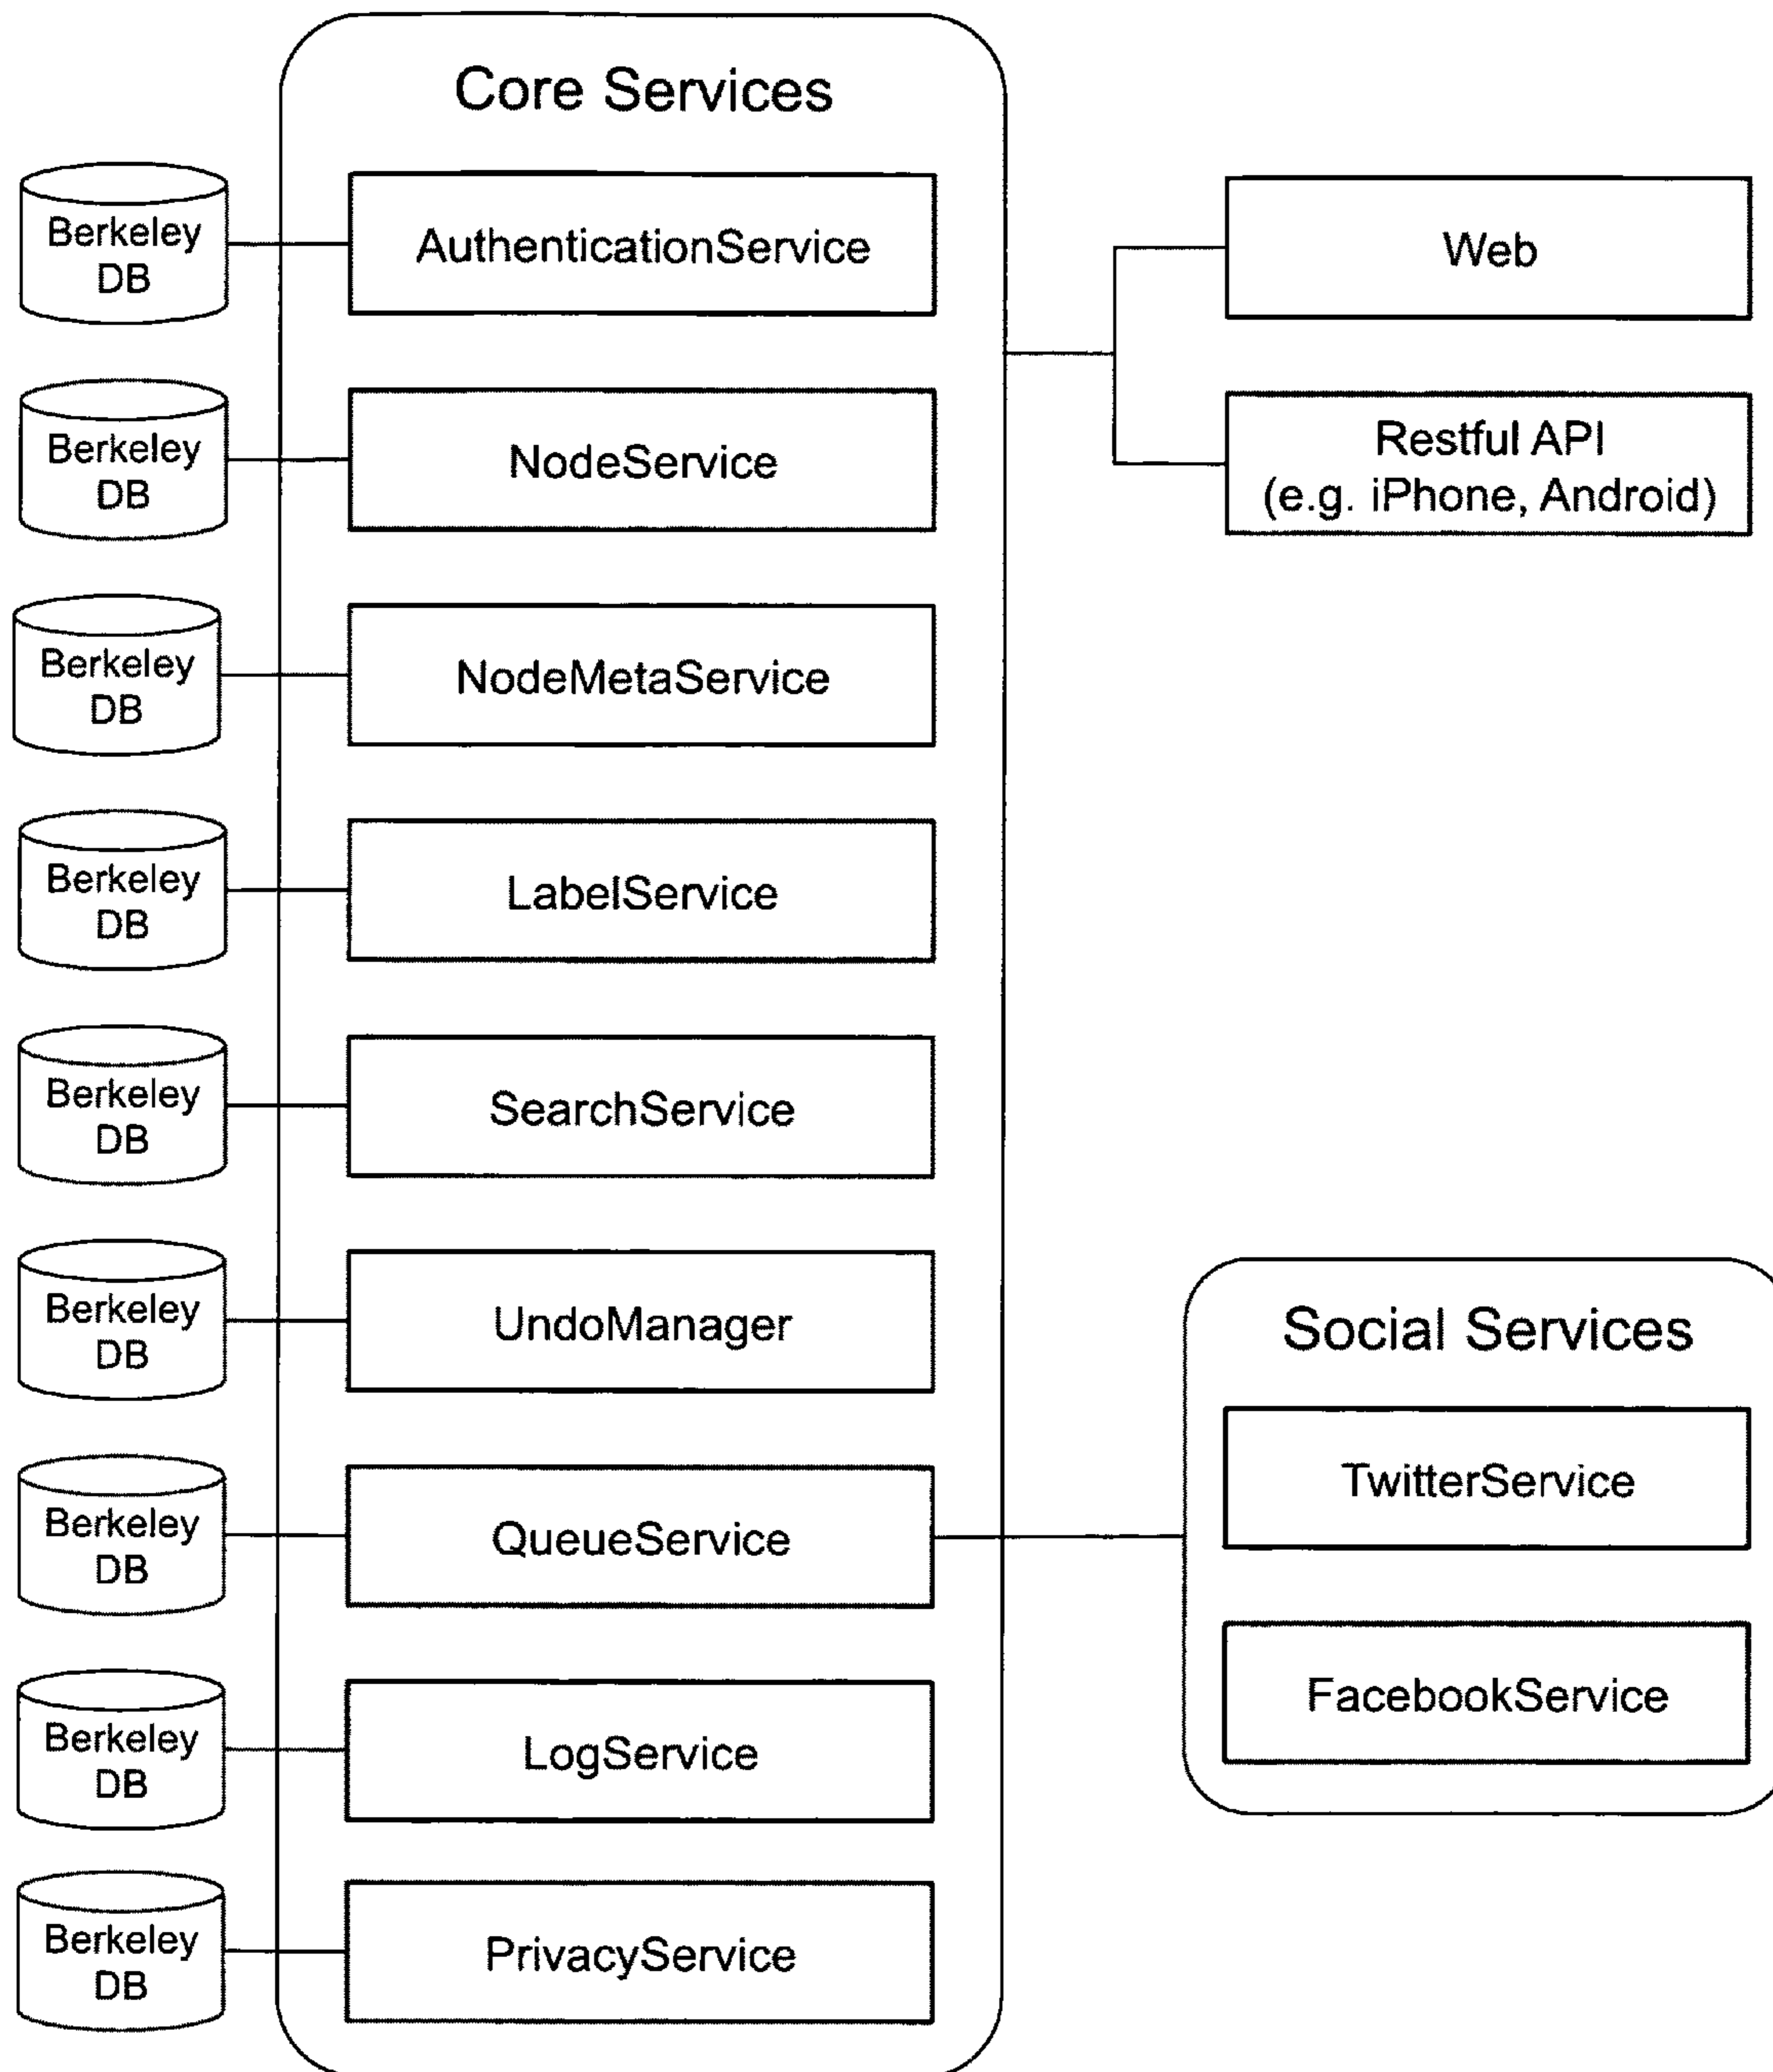 Core Services
Berkeley
DB
AuthenticationService
Berkeley
DB
NodeService
Berkeley
DB
NodeMetaService
Berkeley
DB
LabelService
Berkeley
DB
SearchService
Berkeley
DB
UndoManager
Berkeley
DB
QueueService
Berkeley
DB
LogService
Berkeley
DB
PrivacyService
Web
Restful API
(e.g. iPhone, Android)
Social Services
TwitterService
FacebookService